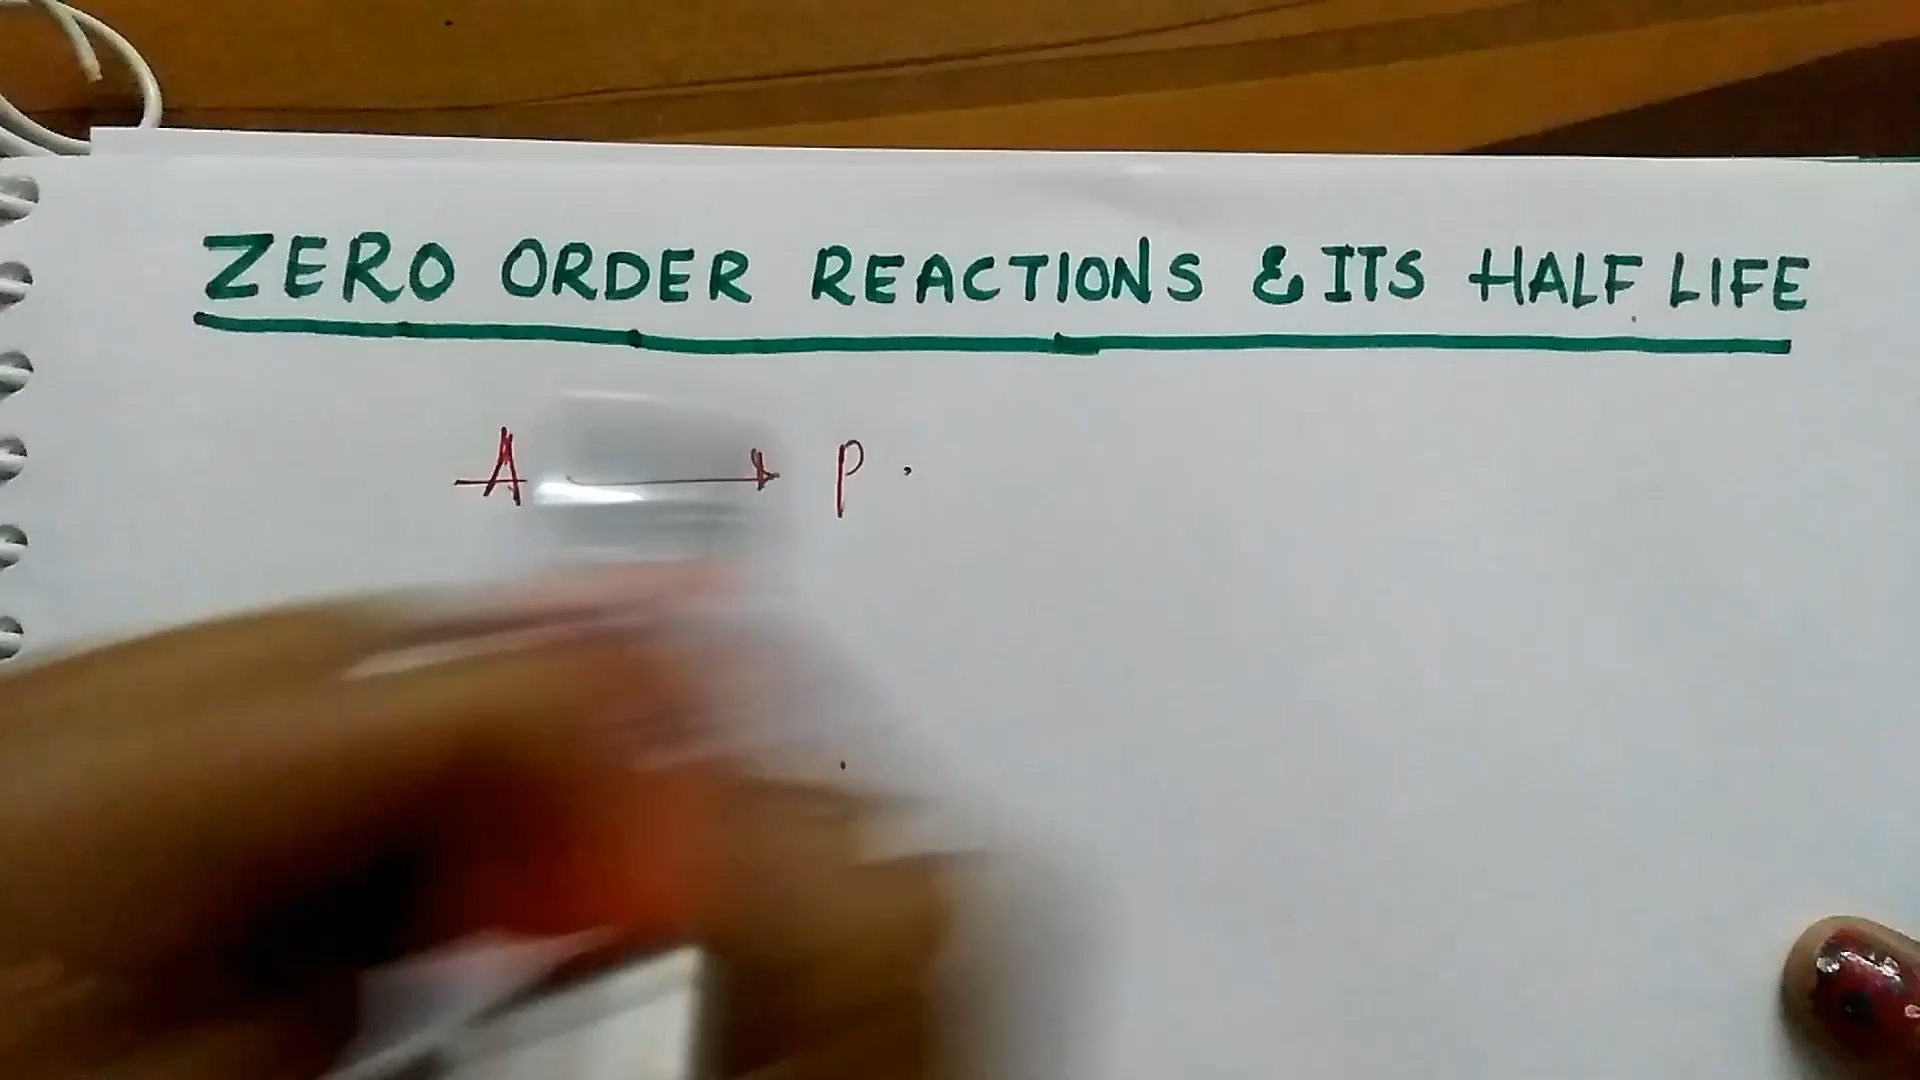 ZERO ORDER REACTIONS & ITS HALF LIFE
A → P